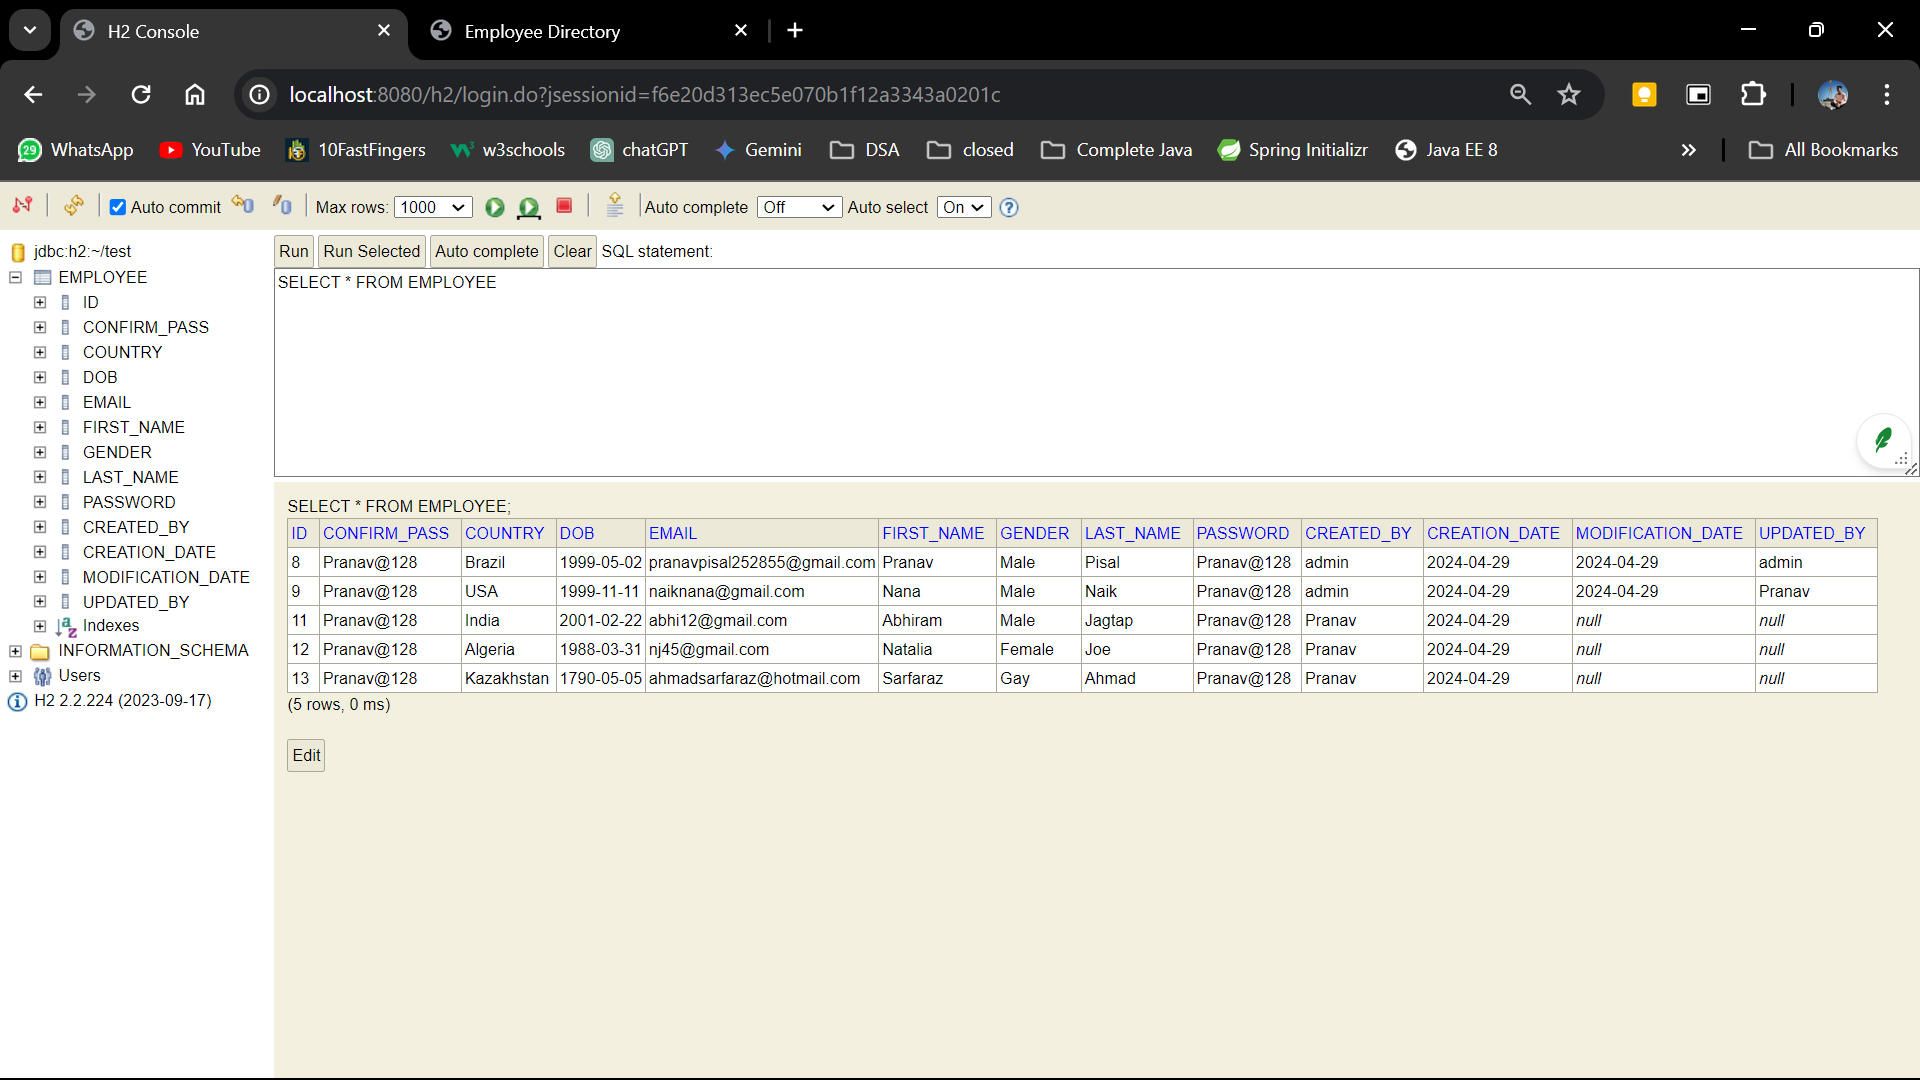 H2 Console
Employee Directory
localhost:8080/h2/login.do?jsessionid=f6e20d313ec5e070b1f12a3343a0201c
29 WhatsApp YouTube 10FastFingers w3schools chatGPT Gemini DSA closed Complete Java Spring Initializr Java EE 8 » All Bookmarks
Auto commit Max rows: 1000 Auto complete Off Auto select On
Run Run Selected Auto complete Clear SQL statement:
SELECT * FROM EMPLOYEE
jdbc:h2:~/test
EMPLOYEE
ID
CONFIRM_PASS
COUNTRY
DOB
EMAIL
FIRST_NAME
GENDER
LAST_NAME
PASSWORD
CREATED_BY
CREATION_DATE
MODIFICATION_DATE
UPDATED_BY
Indexes
INFORMATION_SCHEMA
Users
H2 2.2.224 (2023-09-17)
SELECT * FROM EMPLOYEE;
ID CONFIRM_PASS COUNTRY DOB EMAIL FIRST_NAME GENDER LAST_NAME PASSWORD CREATED_BY CREATION_DATE MODIFICATION_DATE UPDATED_BY
8 Pranav@128 Brazil 1999-05-02 pranavpisal252855@gmail.com Pranav Male Pisal Pranav@128 admin 2024-04-29 2024-04-29 admin
9 Pranav@128 USA 1999-11-11 naiknana@gmail.com Nana Male Naik Pranav@128 admin 2024-04-29 2024-04-29 Pranav
11 Pranav@128 India 2001-02-22 abhi12@gmail.com Abhiram Male Jagtap Pranav@128 Pranav 2024-04-29 null null
12 Pranav@128 Algeria 1988-03-31 nj45@gmail.com Natalia Female Joe Pranav@128 Pranav 2024-04-29 null null
13 Pranav@128 Kazakhstan 1790-05-05 ahmadsarfaraz@hotmail.com Sarfaraz Gay Ahmad Pranav@128 Pranav 2024-04-29 null null
(5 rows, 0 ms)
Edit